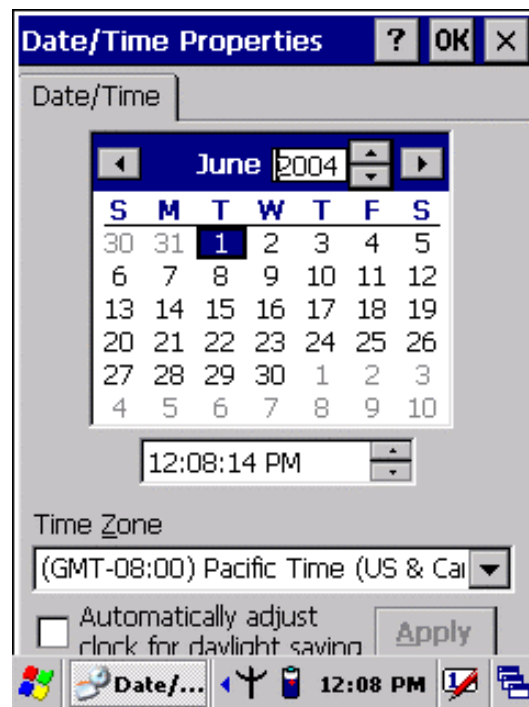 Date/Time Properties ? OK ×
Date/Time
June 2004
S M T W T F S
30 31 1 2 3 4 5
6 7 8 9 10 11 12
13 14 15 16 17 18 19
20 21 22 23 24 25 26
27 28 29 30 1 2 3
4 5 6 7 8 9 10
12:08:14 PM
Time Zone
(GMT-08:00) Pacific Time (US & Cai
Automatically adjust
clock for daylight saving
Apply
Date/... 12:08 PM